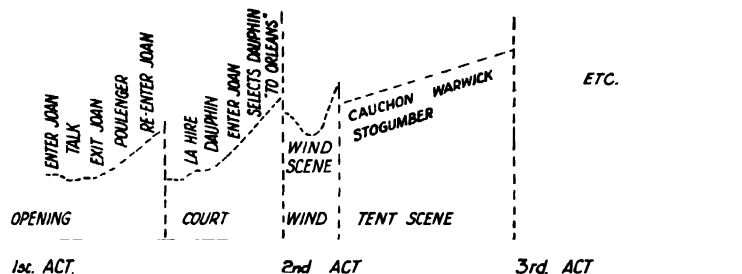 ENTER JOAN
TALK
EXIT JOAN
POULENGER
RE-ENTER JOAN
LA HIRE
DAUPHIN
ENTER JOAN
SELECTS DAUPHIN
"TO ORLEANS"
WIND
SCENE
CAUCHON WARWICK
STOGUMBER
ETC.
OPENING COURT WIND TENT SCENE
1st. ACT. 2nd ACT 3rd. ACT